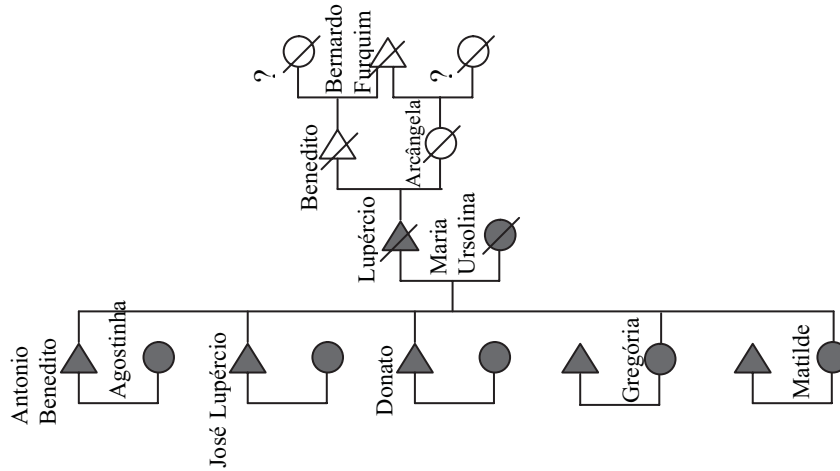 ?
Bernardo
Furquim
?
Benedito
Arcângela
Lupércio
Maria
Ursolina
Antonio
Benedito
Agostinha
José Lupércio
Donato
Gregória
Matilde